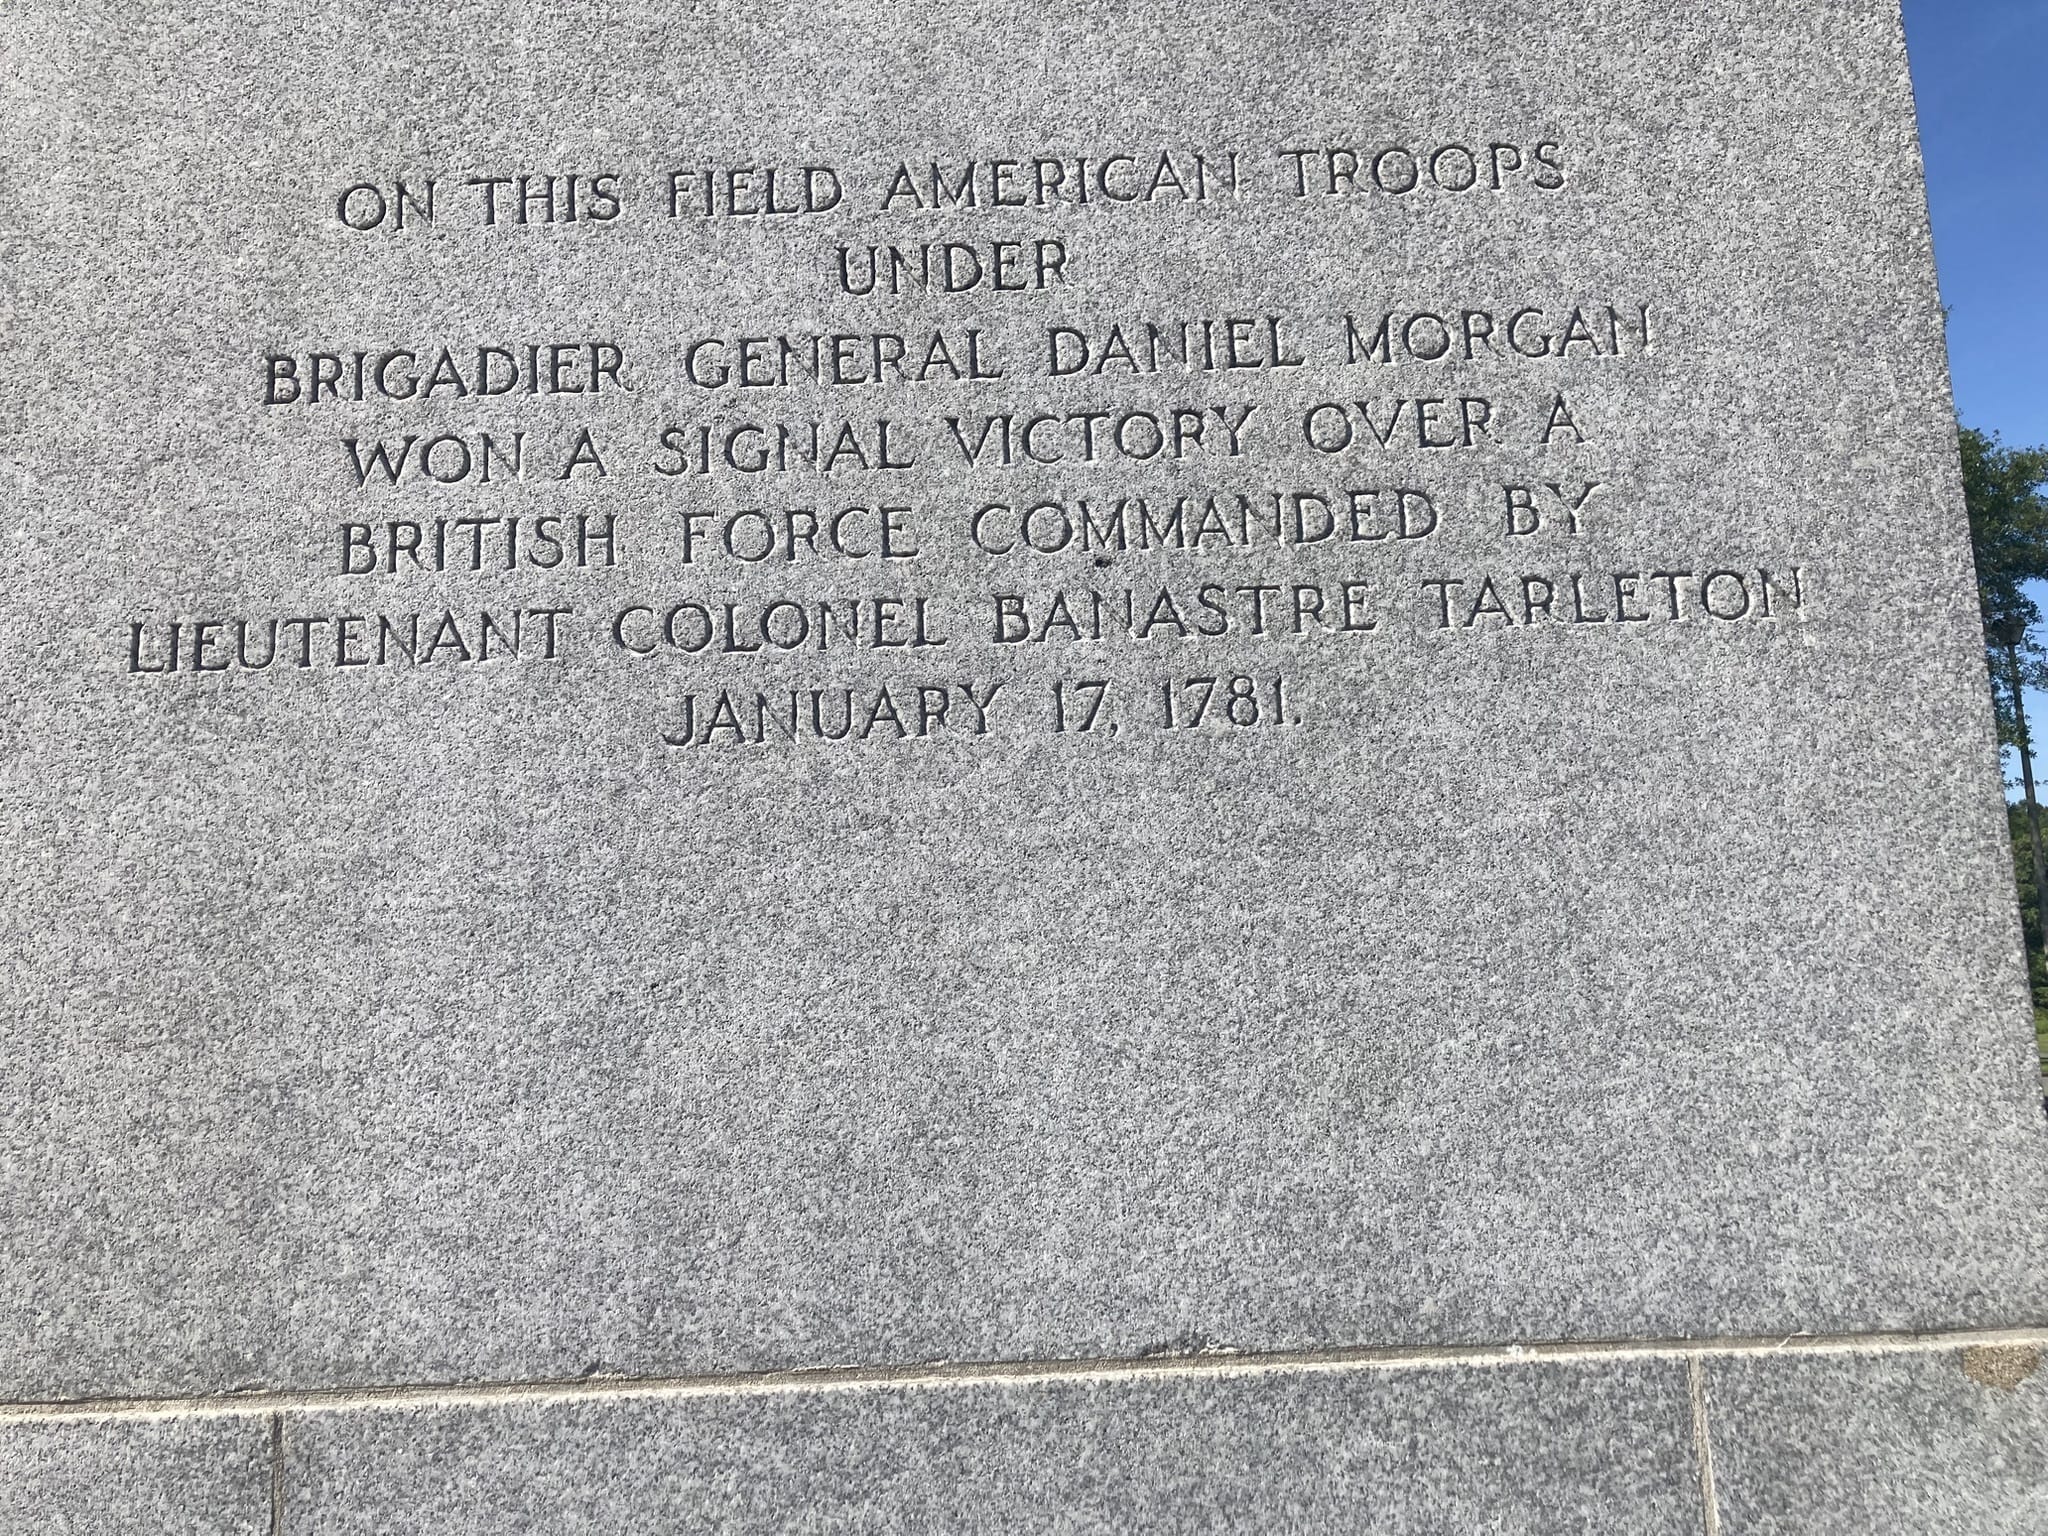 ON THIS FIELD AMERICAN TROOPS
UNDER
BRIGADIER GENERAL DANIEL MORGAN
WON A SIGNAL VICTORY OVER A
BRITISH FORCE COMMANDED BY
LIEUTENANT COLONEL BANASTRE TARLETON
JANUARY 17, 1781.